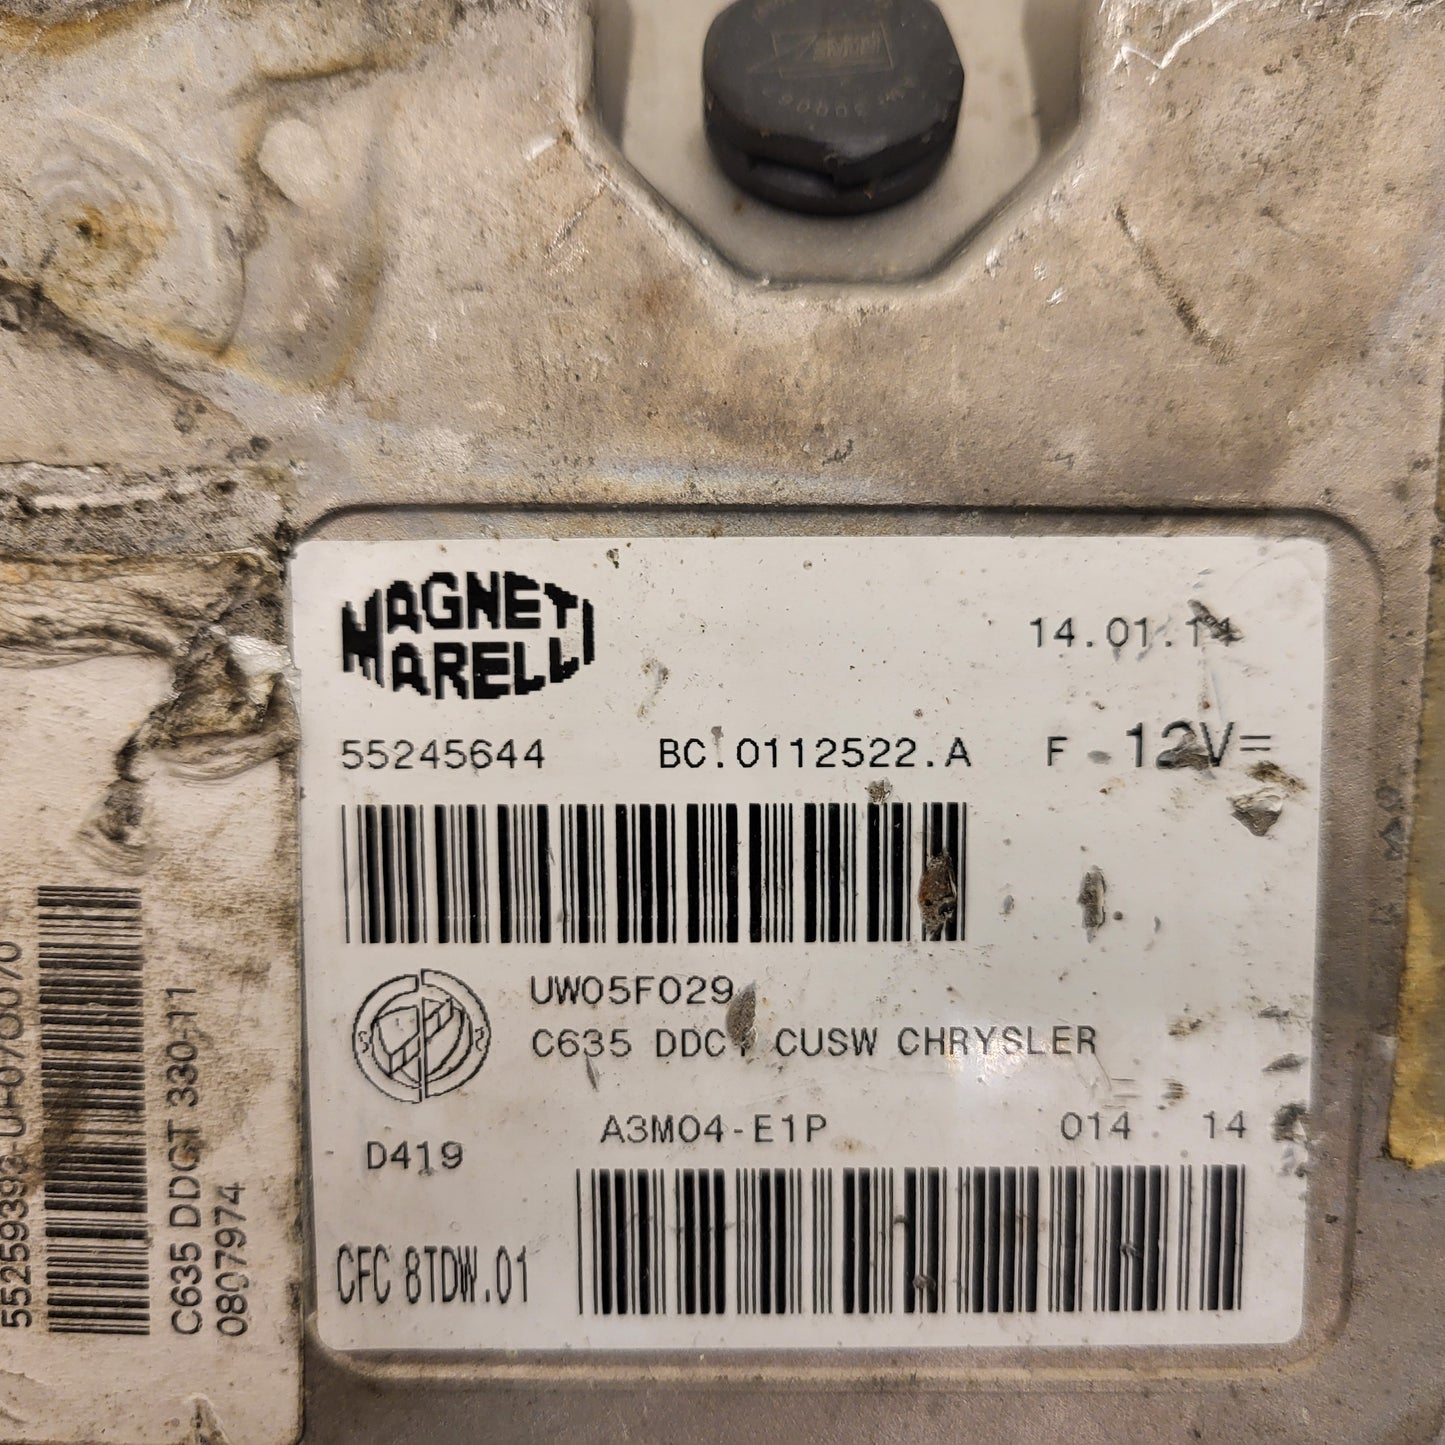 MAGNETI
MARELLI
14.01.14
55245644 BC.0112522.A F - 12V=
UW05F029
C635 DDCT CUSW CHRYSLER
A3M04-E1P 014 14
D419
CFC 8TDW.01
C635 DDCT 330-11
0807974